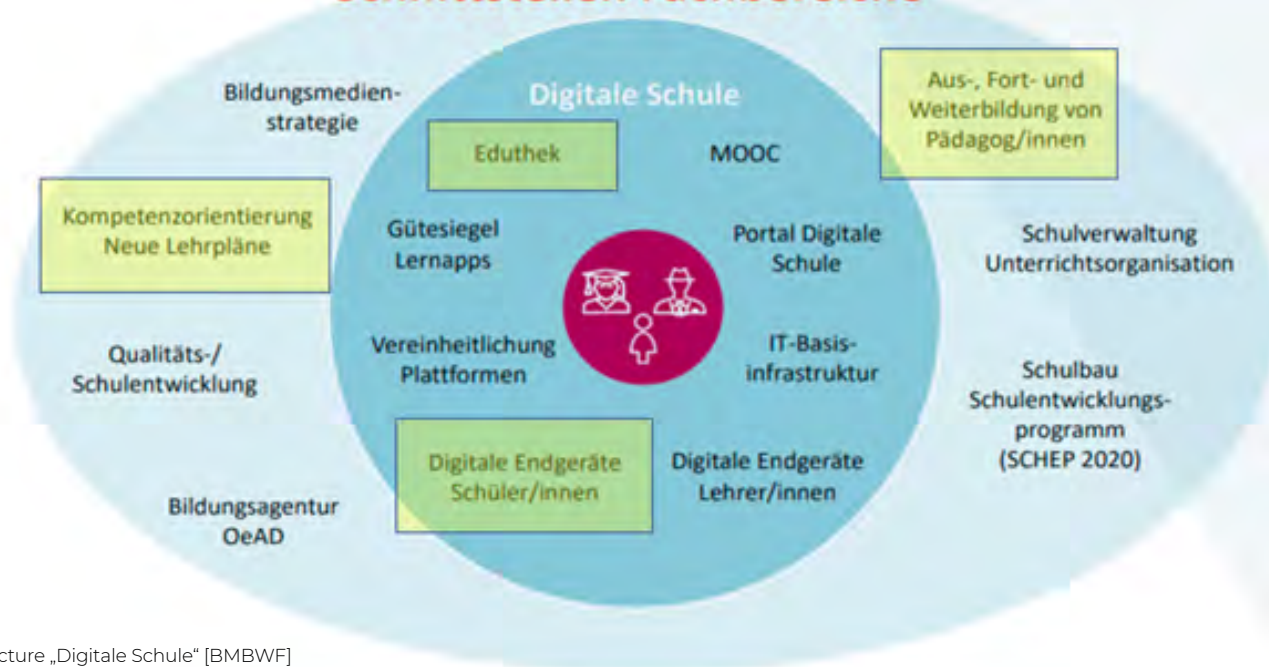 Digitale Schule
Bildungsmedien-
strategie
Eduthek
MOOC
Aus-, Fort- und
Weiterbildung von
Pädagog/innen
Kompetenzorientierung
Neue Lehrpläne
Gütesiegel
Lernapps
Portal Digitale
Schule
Schulverwaltung
Unterrichtsorganisation
Qualitäts-/
Schulentwicklung
Vereinheitlichung
Plattformen
IT-Basis-
infrastruktur
Schulbau
Schulentwicklungs-
programm
(SCHEP 2020)
Bildungsagentur
OeAD
Digitale Endgeräte
Schüler/innen
Digitale Endgeräte
Lehrer/innen
cture „Digitale Schule“ [BMBWF]